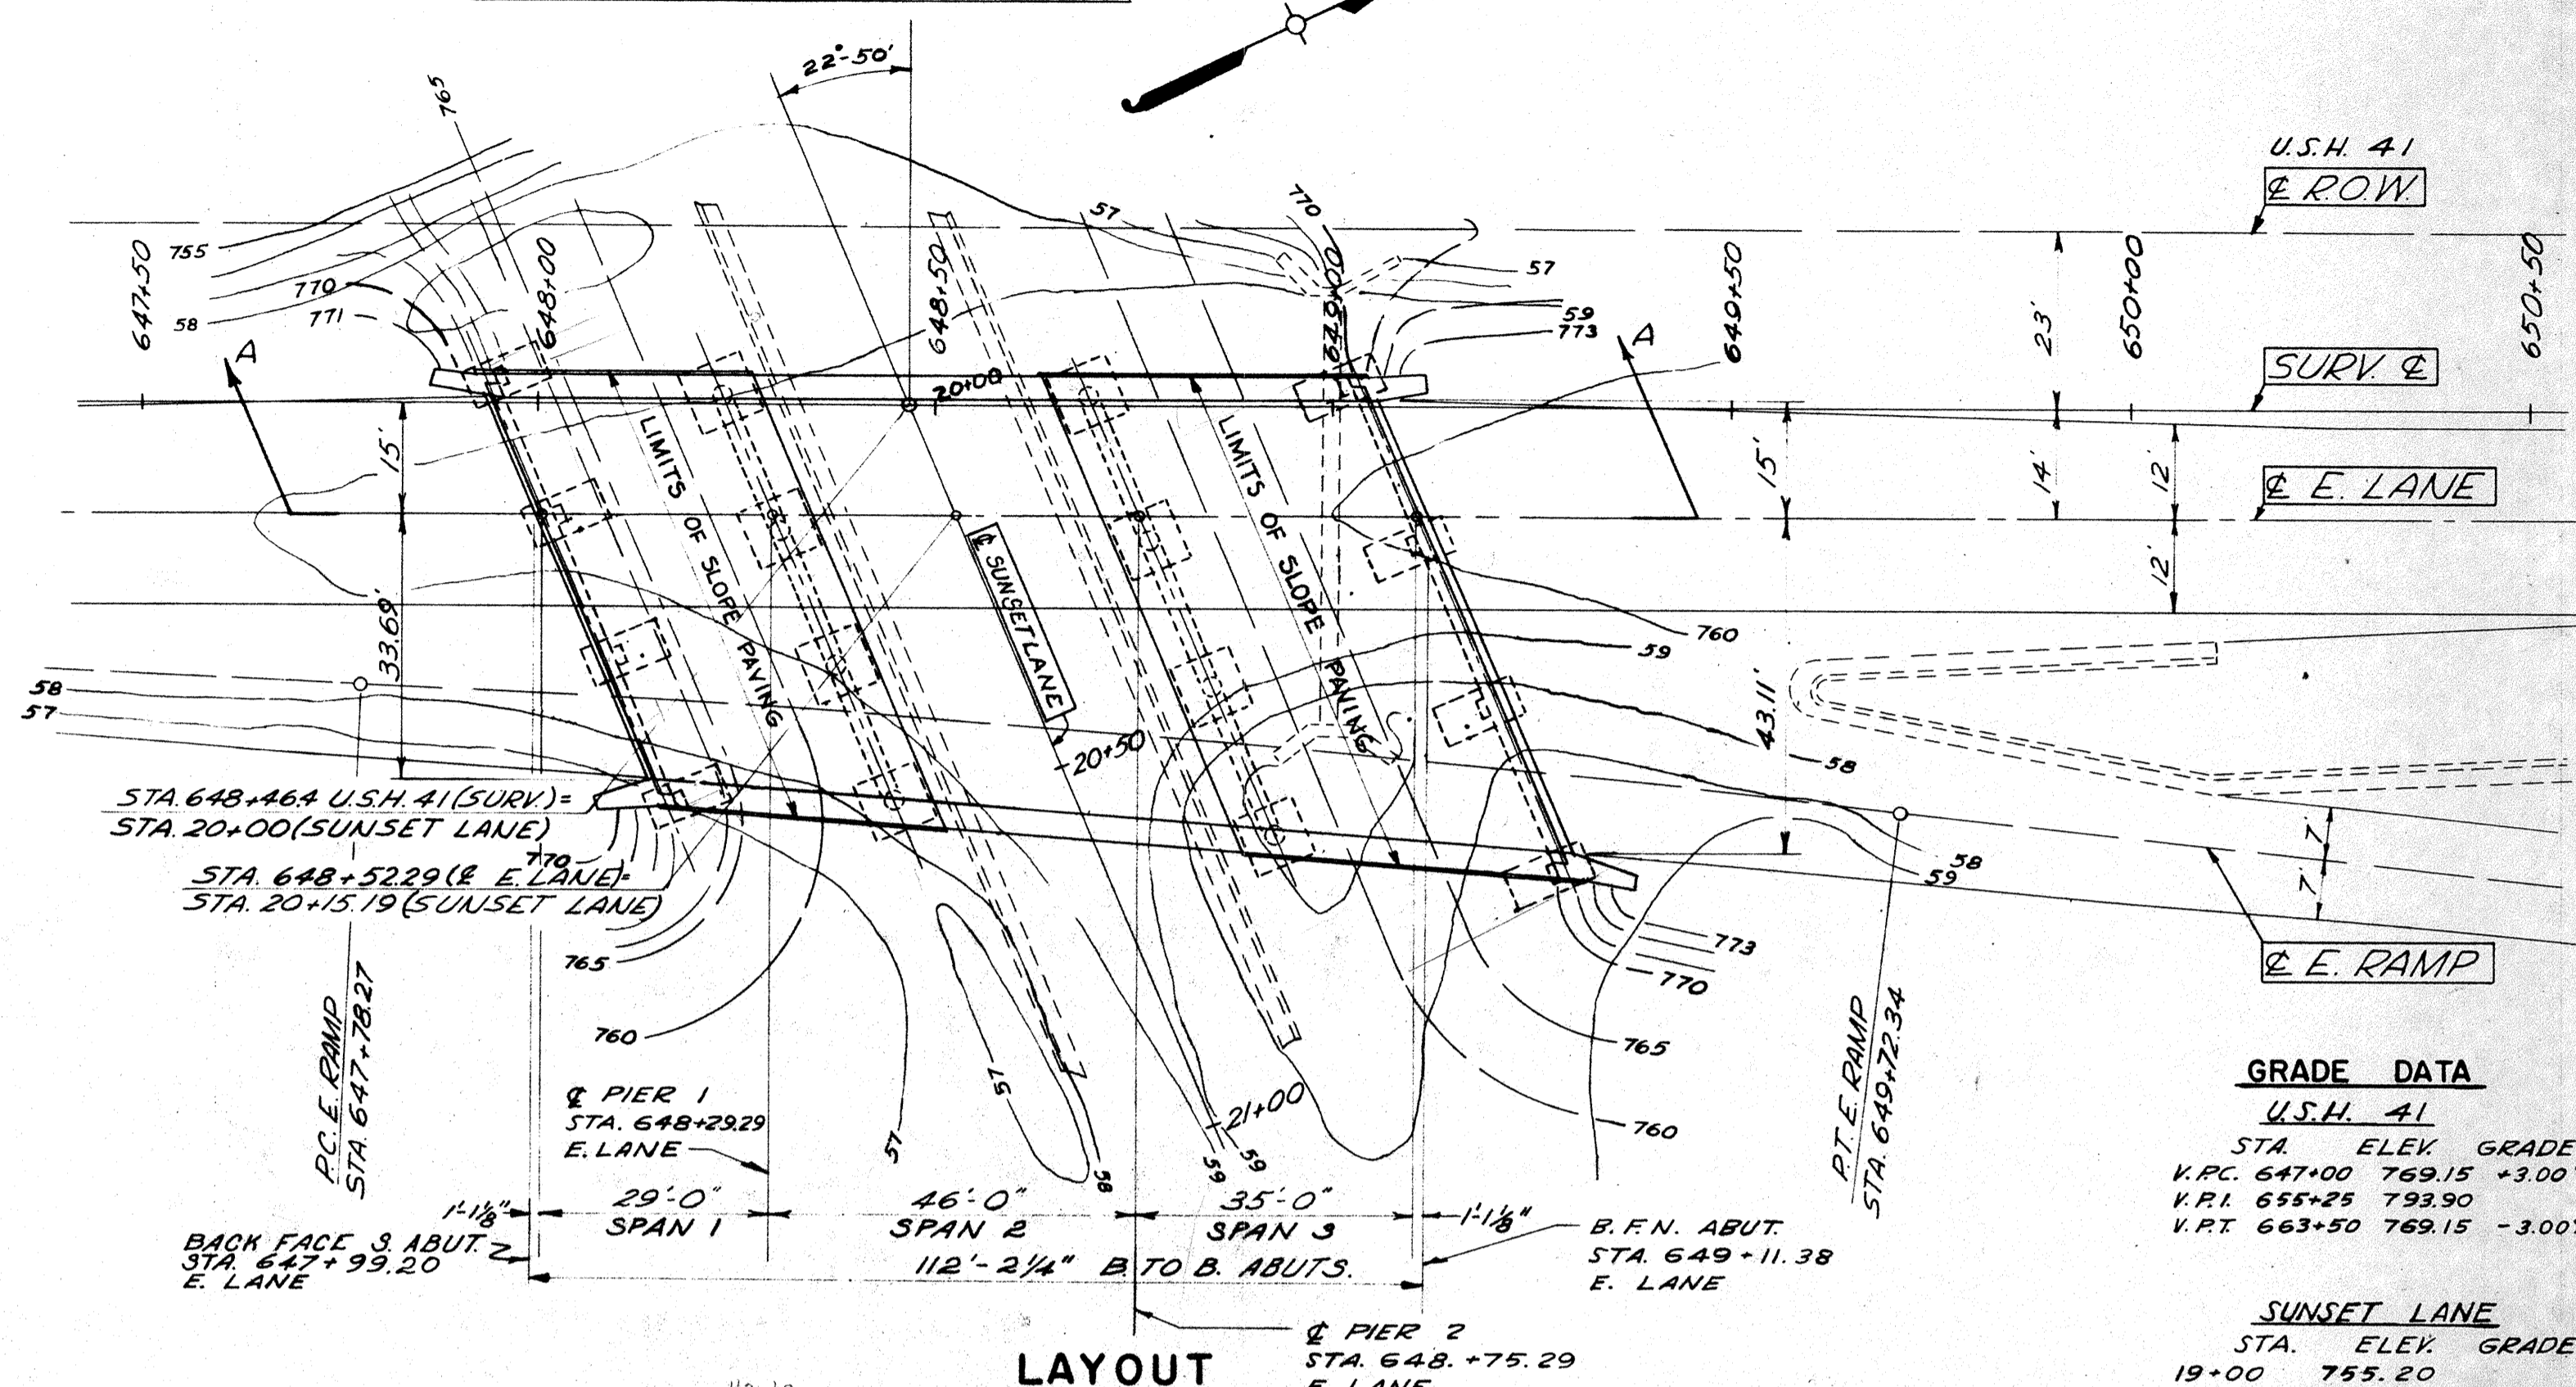 22°-50'
765
U.S.H. 41
℄ R.O.W.
770
57
755
647+50
648+00
648+50
649+00
649+50
650+00
650+50
57
770
58
771
59
773
23'
A
A
SURV. ℄
20+00
15'
15'
14'
12'
℄ E. LANE
LIMITS OF SLOPE PAVING
LIMITS OF SLOPE PAVING
℄ SUNSET LANE
12'
33.69'
760
59
58
57
43.11'
20+50
58
STA. 648+46.4 U.S.H. 41 (SURV.)=
STA. 20+00 (SUNSET LANE)
770
STA. 648+52.29 (℄ E. LANE)=
STA. 20+15.19 (SUNSET LANE)
7'
7'
58
59
℄ E. RAMP
773
770
765
760
765
760
P.C. E. RAMP
STA. 647+78.27
P.T. E. RAMP
STA. 649+72.34
57
57
58
59
59
21+00
℄ PIER 1
STA. 648+29.29
E. LANE
1'-1⅛"
29'-0"
46'-0"
35'-0"
1'-1⅛"
SPAN 1
SPAN 2
SPAN 3
BACK FACE S. ABUT.
STA. 647+99.20
E. LANE
112'-2¼" B. TO B. ABUTS.
B.F.N. ABUT.
STA. 649+11.38
E. LANE
℄ PIER 2
STA. 648.+75.29
E. LANE
LAYOUT
GRADE DATA
U.S.H. 41
STA. ELEV. GRADE
V.P.C. 647+00 769.15 +3.00
V.P.I. 655+25 793.90
V.P.T. 663+50 769.15 -3.00%
SUNSET LANE
STA. ELEV. GRADE
19+00 755.20